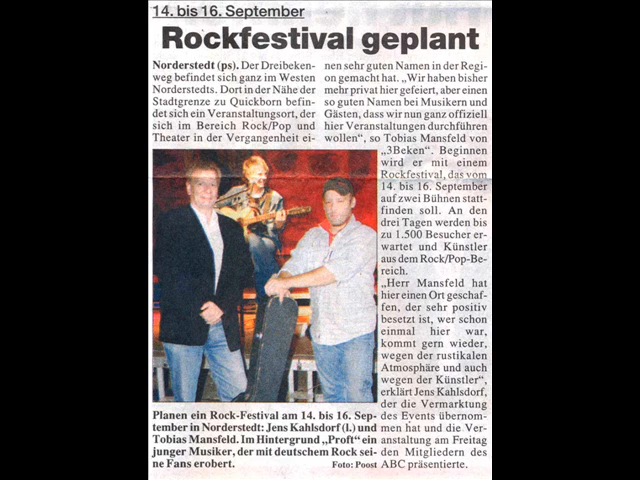 14. bis 16. September
Rockfestival geplant
Norderstedt (ps). Der Dreibeken-
weg befindet sich ganz im Westen
Norderstedts. Dort in der Nähe der
Stadtgrenze zu Quickborn befin-
det sich ein Veranstaltungsort, der
sich im Bereich Rock/Pop und
Theater in der Vergangenheit ei-
nen sehr guten Namen in der Regi-
on gemacht hat. „Wir haben bisher
mehr privat hier gefeiert, aber einen
so guten Namen bei Musikern und
Gästen, dass wir nun ganz offiziell
hier Veranstaltungen durchführen
wollen“, so Tobias Mansfeld von
„3Beken“. Beginnen
wird er mit einem
Rockfestival, das vom
14. bis 16. September
auf zwei Bühnen statt-
finden soll. An den
drei Tagen werden bis
zu 1.500 Besucher er-
wartet und Künstler
aus dem Rock/Pop-Be-
reich.
„Herr Mansfeld hat
hier einen Ort geschaf-
fen, der sehr positiv
besetzt ist, wer schon
einmal hier war,
kommt gern wieder,
wegen der rustikalen
Atmosphäre und auch
wegen der Künstler“,
erklärt Jens Kahlsdorf,
der die Vermarktung
des Events übernom-
men hat und die Ver-
anstaltung am Freitag
den Mitgliedern des
ABC präsentierte.
Planen ein Rock-Festival am 14. bis 16. Sep-
tember in Norderstedt: Jens Kahlsdorf (l.) und
Tobias Mansfeld. Im Hintergrund „Proft“ ein
junger Musiker, der mit deutschem Rock sei-
ne Fans erobert.
Foto: Poost